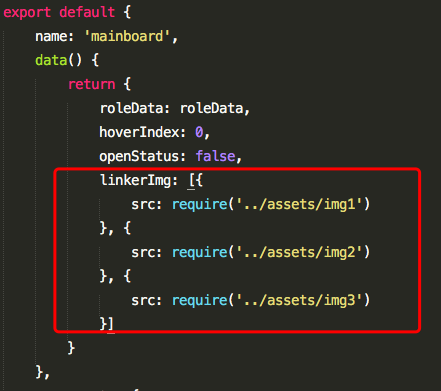 export default {
name: 'mainboard',
data() {
return {
roleData: roleData,
hoverIndex: 0,
openStatus: false,
linkerImg: [{
src: require('../assets/img1')
}, {
src: require('../assets/img2')
}, {
src: require('../assets/img3')
}]
}
},